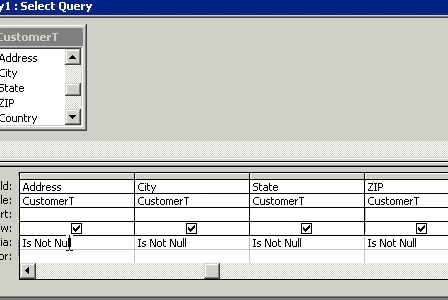 y1 : Select Query
CustomerT
Address
City
State
ZIP
Country
ld: Address City State ZIP
le: CustomerT CustomerT CustomerT CustomerT
rt:
w:
ia: Is Not Null Is Not Null Is Not Null Is Not Null
or: